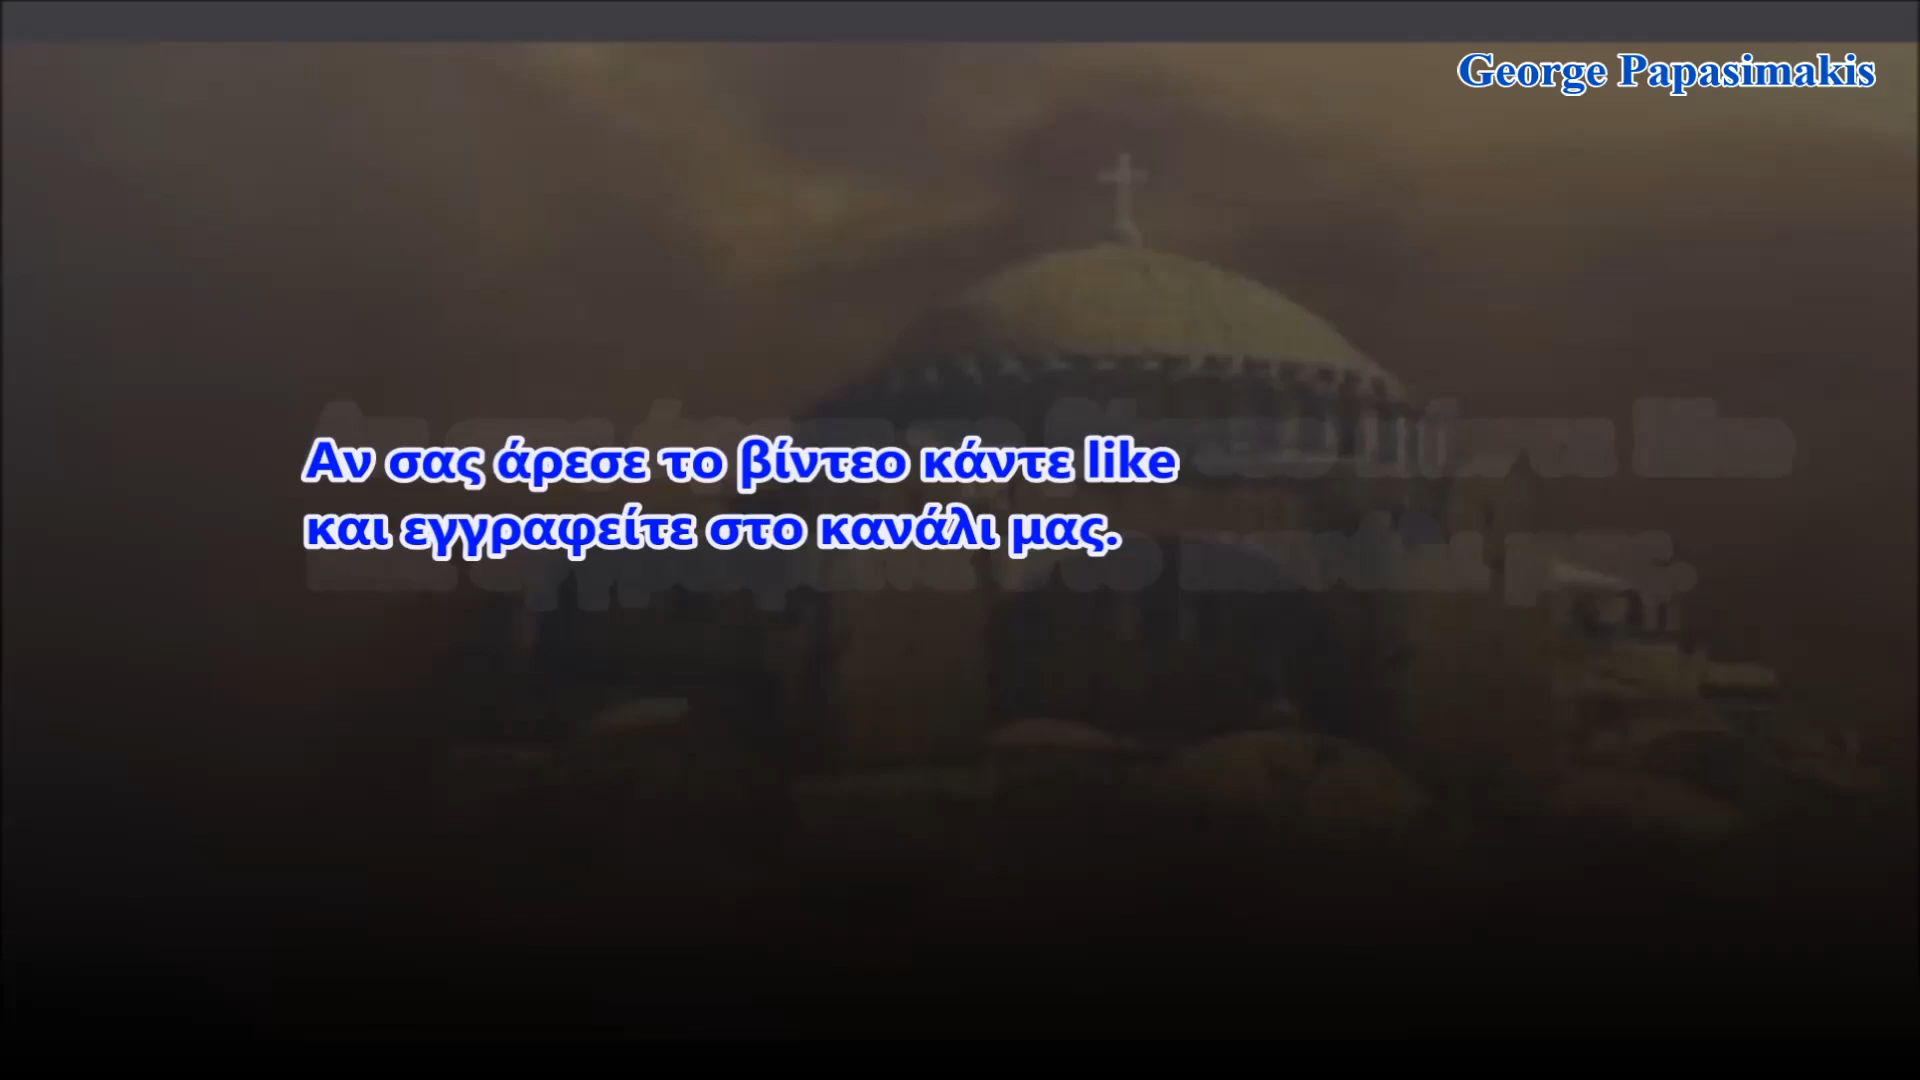 George Papasimakis
Αν σας άρεσε το βίντεο κάντε like
και εγγραφείτε στο κανάλι μας.